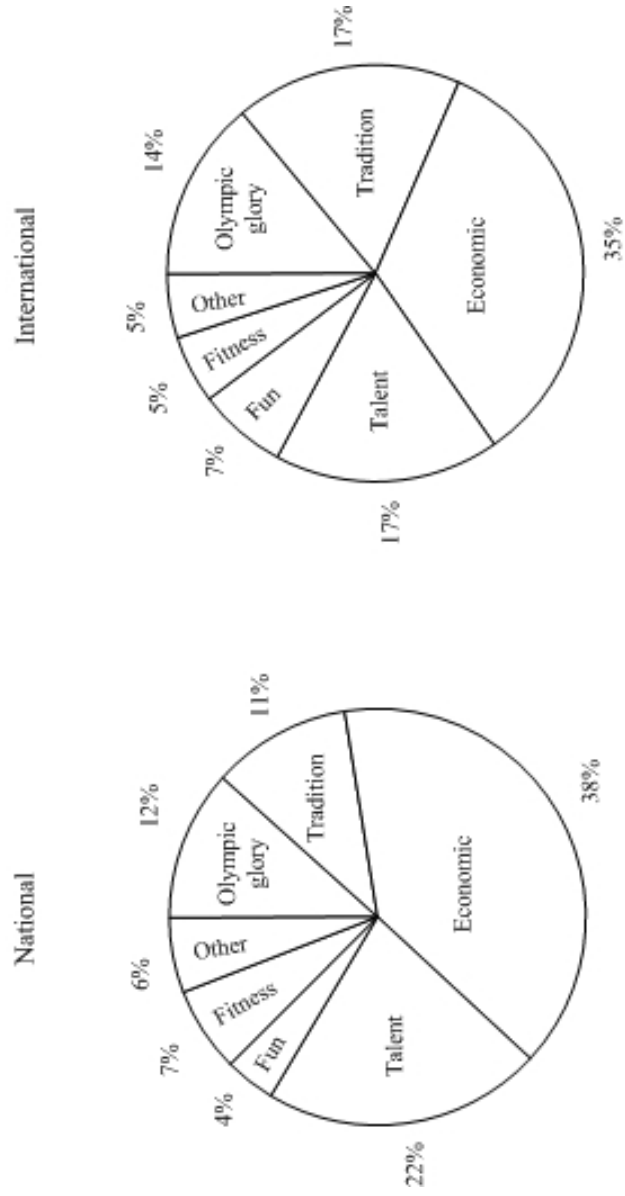 National
12%
Olympic
glory
11%
Tradition
38%
Economic
22%
Talent
4%
Fun
7%
Fitness
6%
Other
International
14%
Olympic
glory
17%
Tradition
35%
Economic
17%
Talent
7%
Fun
5%
Fitness
5%
Other